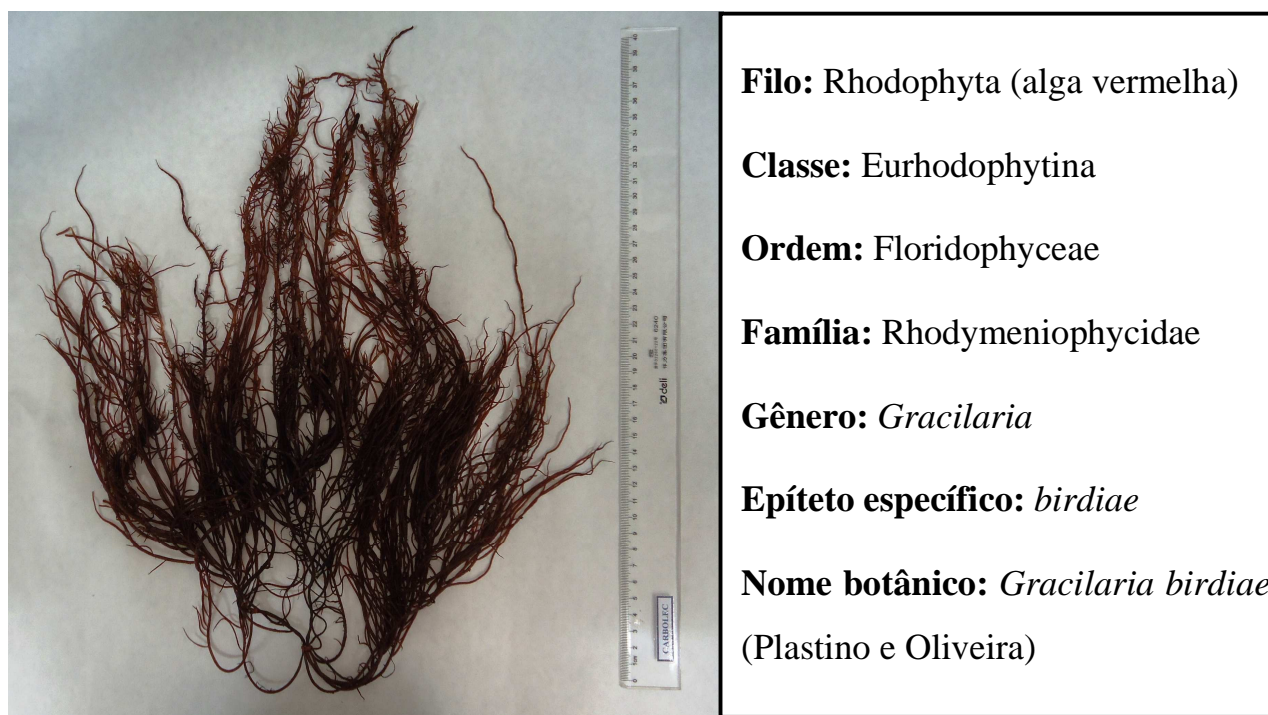 Filo: Rhodophyta (alga vermelha)
Classe: Eurhodophytina
Ordem: Floridophyceae
Família: Rhodymeniophycidae
Gênero: Gracilaria
Epíteto específico: birdiae
Nome botânico: Gracilaria birdiae
(Plastino e Oliveira)
deli
CARBOLEC